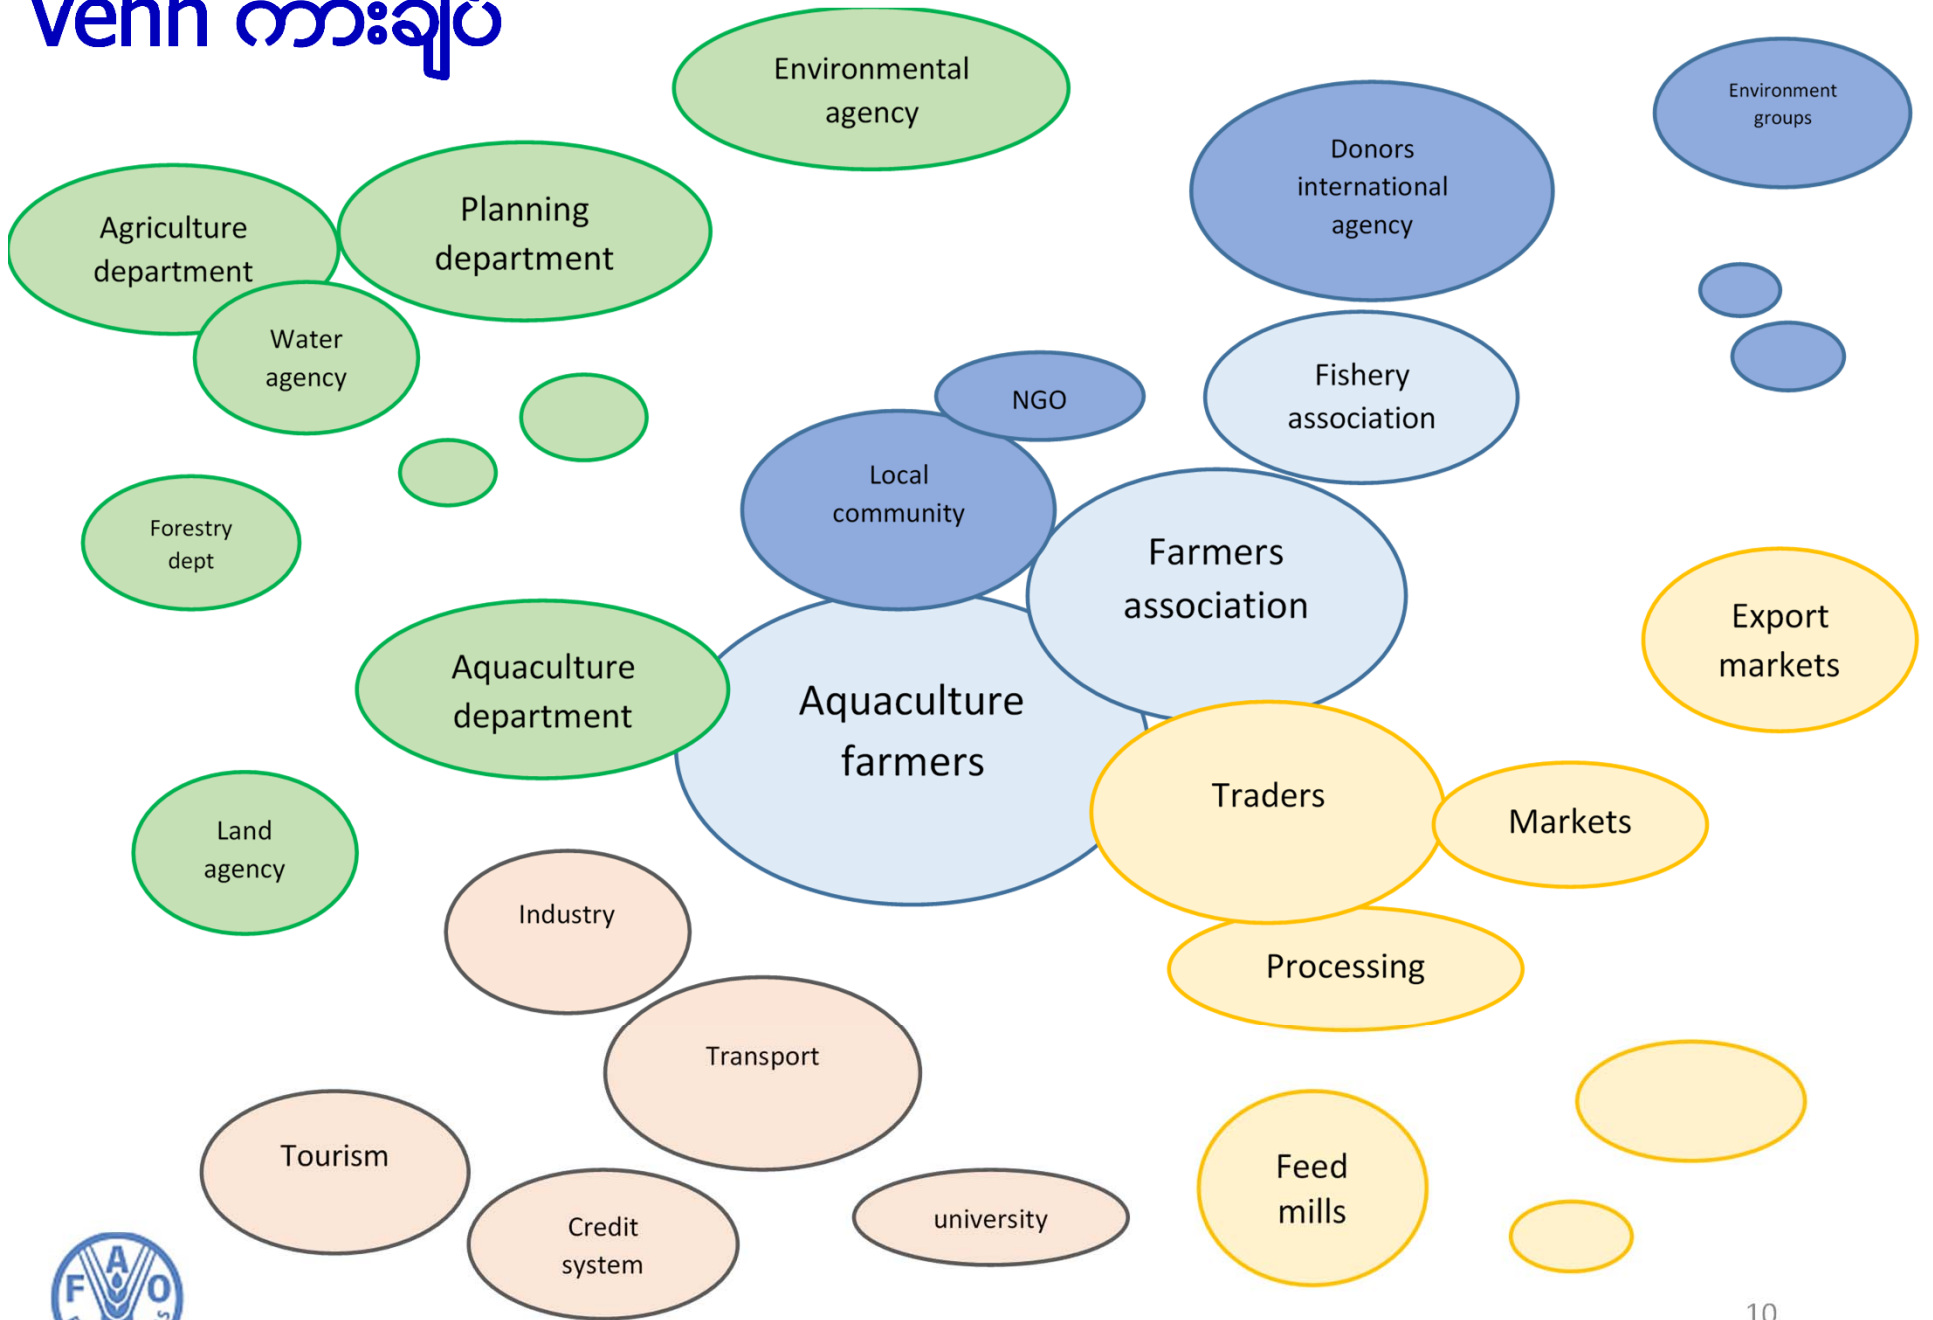 Venn ကားချပ်
Environmental
agency
Environment
groups
Donors
international
agency
Agriculture
department
Planning
department
Water
agency
NGO
Fishery
association
Local
community
Forestry
dept
Farmers
association
Export
markets
Aquaculture
department
Aquaculture
farmers
Traders
Markets
Land
agency
Industry
Processing
Transport
Tourism
Feed
mills
university
Credit
system
F A O
10